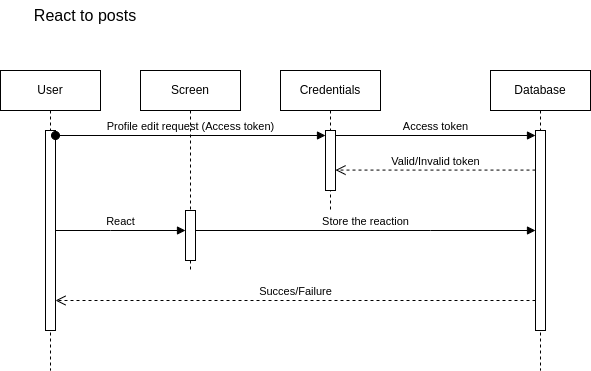 React to posts
User
Screen
Credentials
Database
Profile edit request (Access token)
Access token
Valid/Invalid token
React
Store the reaction
Succes/Failure